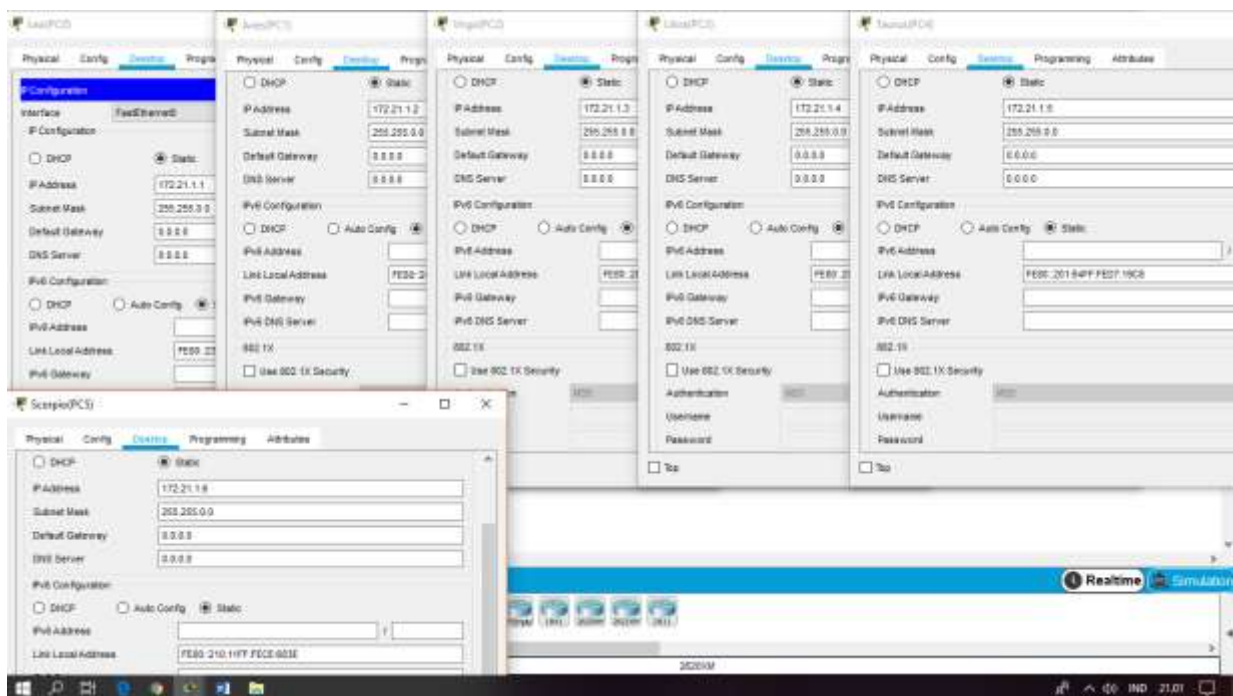 Physical Config Desktop
IP Configuration
Interface FastEthernet0
IP Configuration
DHCP Static
IP Address 172.21.1.1
Subnet Mask 255.255.0.0
Default Gateway 0.0.0.0
DNS Server 0.0.0.0
IPv6 Configuration
DHCP Auto Config
IPv6 Address
Link Local Address
IPv6 Gateway
Physical Config Desktop
DHCP Static
IP Address 172.21.1.2
Subnet Mask 255.255.0.0
Default Gateway 0.0.0.0
DNS Server 0.0.0.0
IPv6 Configuration
DHCP Auto Config
IPv6 Address
Link Local Address
IPv6 Gateway
IPv6 DNS Server
802.1X
Use 802.1X Security
Virgo(PC2)
Physical Config Desktop
DHCP Static
IP Address 172.21.1.3
Subnet Mask 255.255.0.0
Default Gateway 0.0.0.0
DNS Server 0.0.0.0
IPv6 Configuration
DHCP Auto Config
IPv6 Address
Link Local Address
IPv6 Gateway
IPv6 DNS Server
802.1X
Use 802.1X Security
Libra(PC3)
Physical Config Desktop
DHCP Static
IP Address 172.21.1.4
Subnet Mask 255.255.0.0
Default Gateway 0.0.0.0
DNS Server 0.0.0.0
IPv6 Configuration
DHCP Auto Config
IPv6 Address
Link Local Address
IPv6 Gateway
IPv6 DNS Server
802.1X
Use 802.1X Security
Authentication MD5
Username
Password
Top
Taurus(PC4)
Physical Config Desktop Programming Attributes
DHCP Static
IP Address 172.21.1.5
Subnet Mask 255.255.0.0
Default Gateway 0.0.0.0
DNS Server 0.0.0.0
IPv6 Configuration
DHCP Auto Config Static
IPv6 Address /
Link Local Address
IPv6 Gateway
IPv6 DNS Server
802.1X
Use 802.1X Security
Authentication MD5
Username
Password
Top
Scorpio(PC5)
Physical Config Desktop Programming Attributes
DHCP Static
IP Address 172.21.1.6
Subnet Mask 255.255.0.0
Default Gateway 0.0.0.0
DNS Server 0.0.0.0
IPv6 Configuration
DHCP Auto Config Static
IPv6 Address /
Link Local Address
Realtime Simulation
IND 21.01